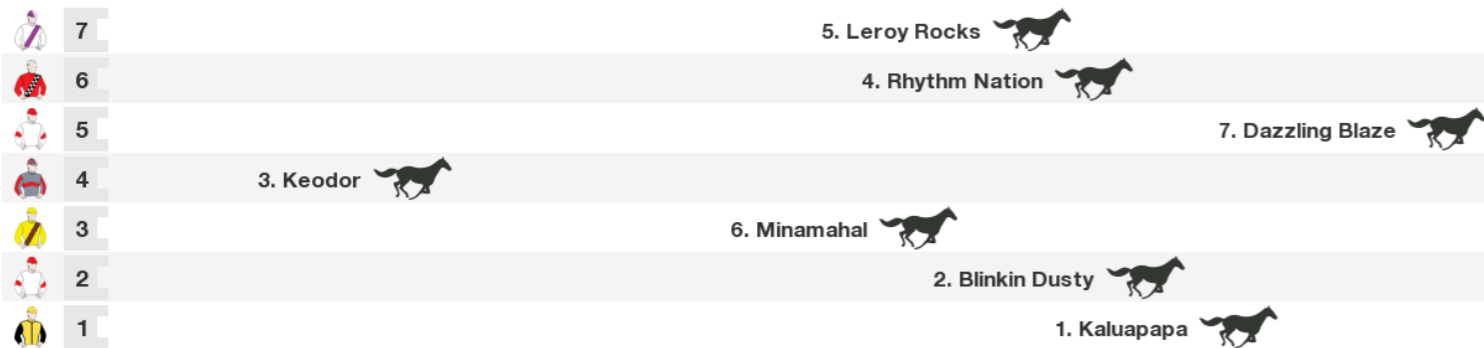 7 5. Leroy Rocks
6 4. Rhythm Nation
5 7. Dazzling Blaze
4 3. Keodor
3 6. Minamahal
2 2. Blinkin Dusty
1 1. Kaluapapa